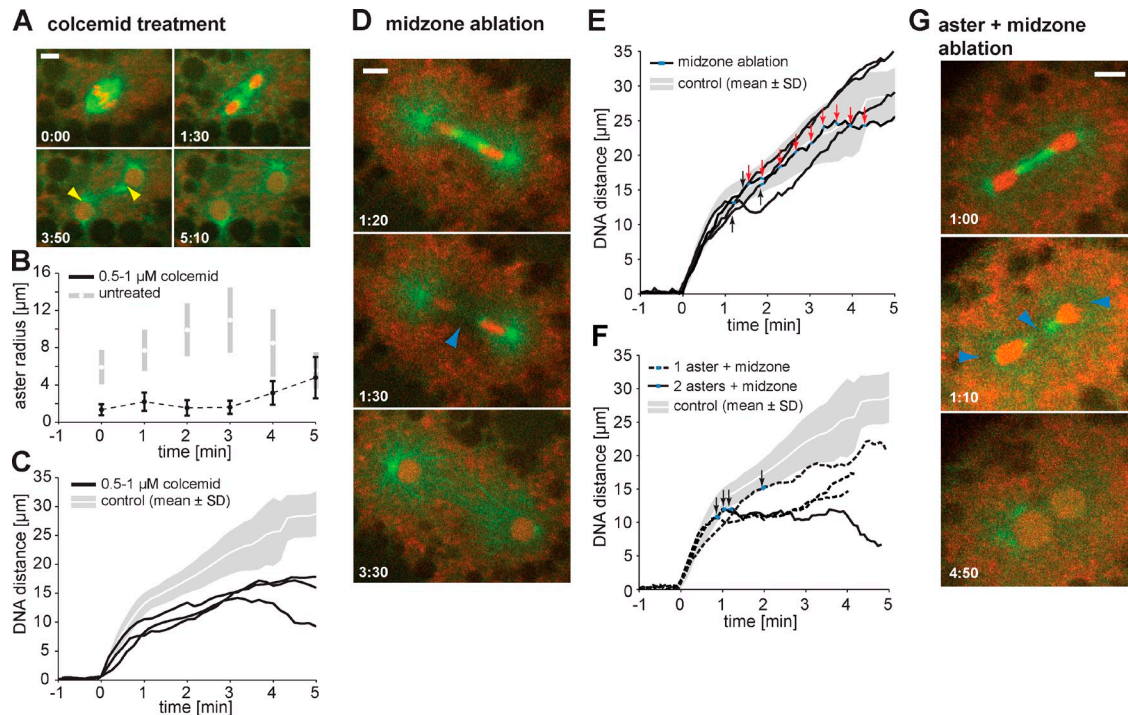 A colcemid treatment
0:00
1:30
3:50
5:10
B
0.5-1 µM colcemid
untreated
aster radius [µm]
16
12
8
4
0
-1 0 1 2 3 4 5
time [min]
C
0.5-1 µM colcemid
control (mean ± SD)
DNA distance [µm]
35
30
25
20
15
10
5
0
-1 0 1 2 3 4 5
time [min]
D midzone ablation
1:20
1:30
3:30
E
midzone ablation
control (mean ± SD)
DNA distance [µm]
35
30
25
20
15
10
5
0
-1 0 1 2 3 4 5
time [min]
F
1 aster + midzone
2 asters + midzone
control (mean ± SD)
DNA distance [µm]
35
30
25
20
15
10
5
0
-1 0 1 2 3 4 5
time [min]
G aster + midzone
ablation
1:00
1:10
4:50